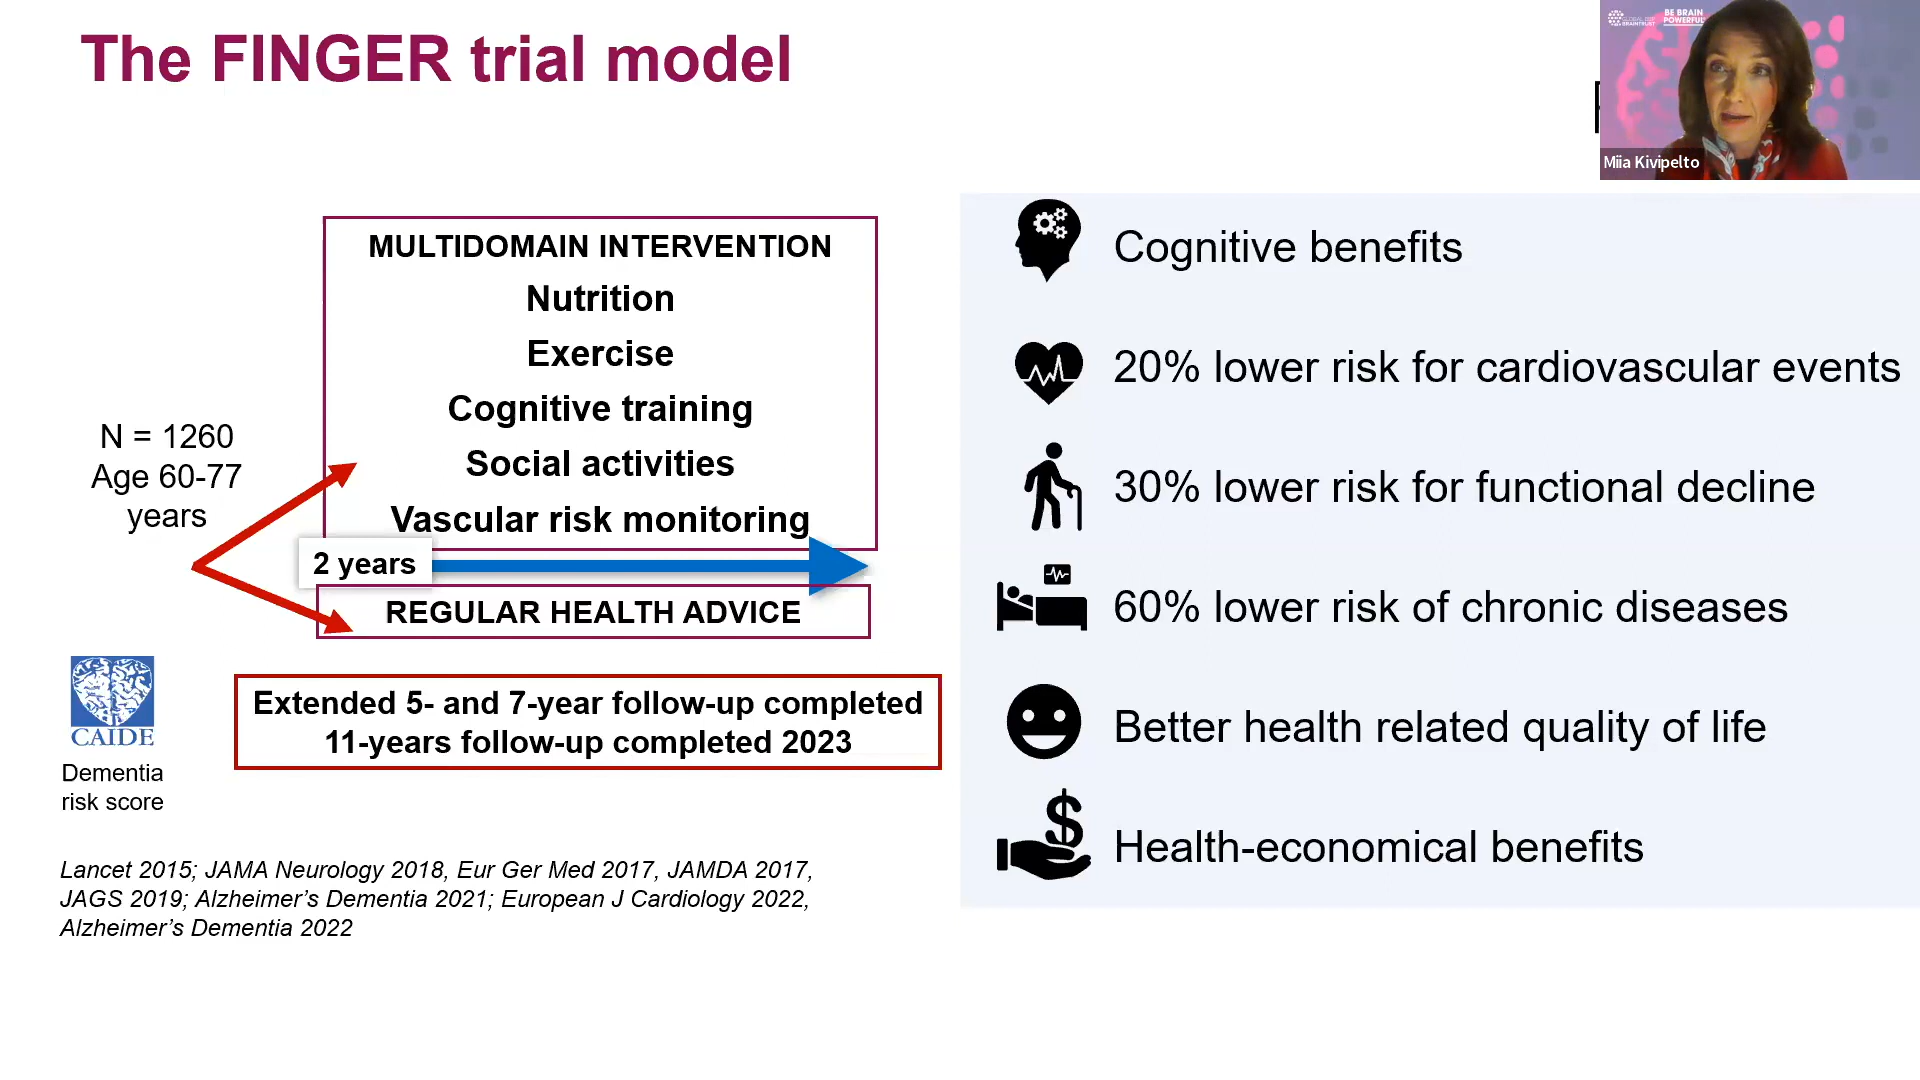 The FINGER trial model
GLOBAL BRAINTRUST
BE BRAIN
POWERFUL
Miia Kivipelto
MULTIDOMAIN INTERVENTION
Nutrition
Exercise
Cognitive training
Social activities
Vascular risk monitoring
N = 1260
Age 60-77
years
2 years
REGULAR HEALTH ADVICE
CAIDE
Dementia
risk score
Extended 5- and 7-year follow-up completed
11-years follow-up completed 2023
Lancet 2015; JAMA Neurology 2018, Eur Ger Med 2017, JAMDA 2017,
JAGS 2019; Alzheimer’s Dementia 2021; European J Cardiology 2022,
Alzheimer’s Dementia 2022
Cognitive benefits
20% lower risk for cardiovascular events
30% lower risk for functional decline
60% lower risk of chronic diseases
Better health related quality of life
$
Health-economical benefits